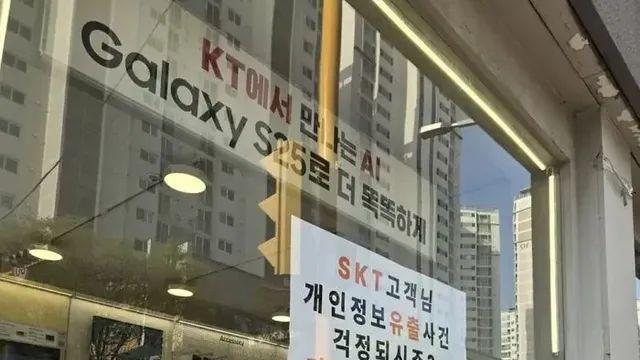 KT에서 만나는 AI
Galaxy S25로 더 똑똑하게
SKT고객님
개인정보유출사건
걱정되시죠?
Accessory